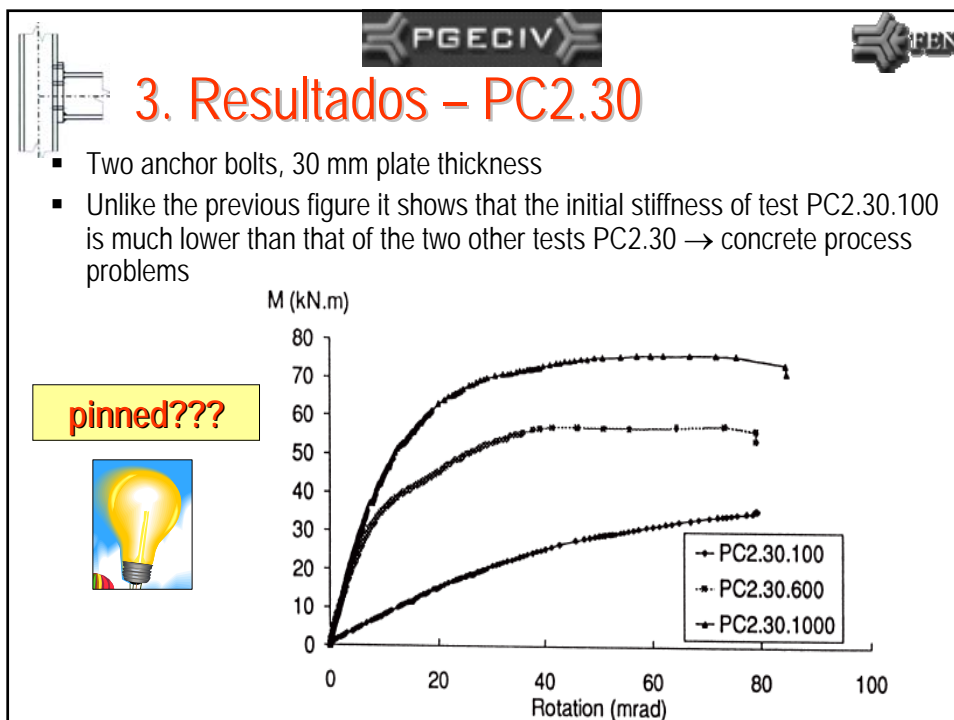 PGECIV
FEN
3. Resultados – PC2.30
▪ Two anchor bolts, 30 mm plate thickness
▪ Unlike the previous figure it shows that the initial stiffness of test PC2.30.100
is much lower than that of the two other tests PC2.30 → concrete process
problems
M (kN.m)
80
70
60
50
40
30
20
10
0
pinned???
PC2.30.100
PC2.30.600
PC2.30.1000
0 20 40 60 80 100
Rotation (mrad)